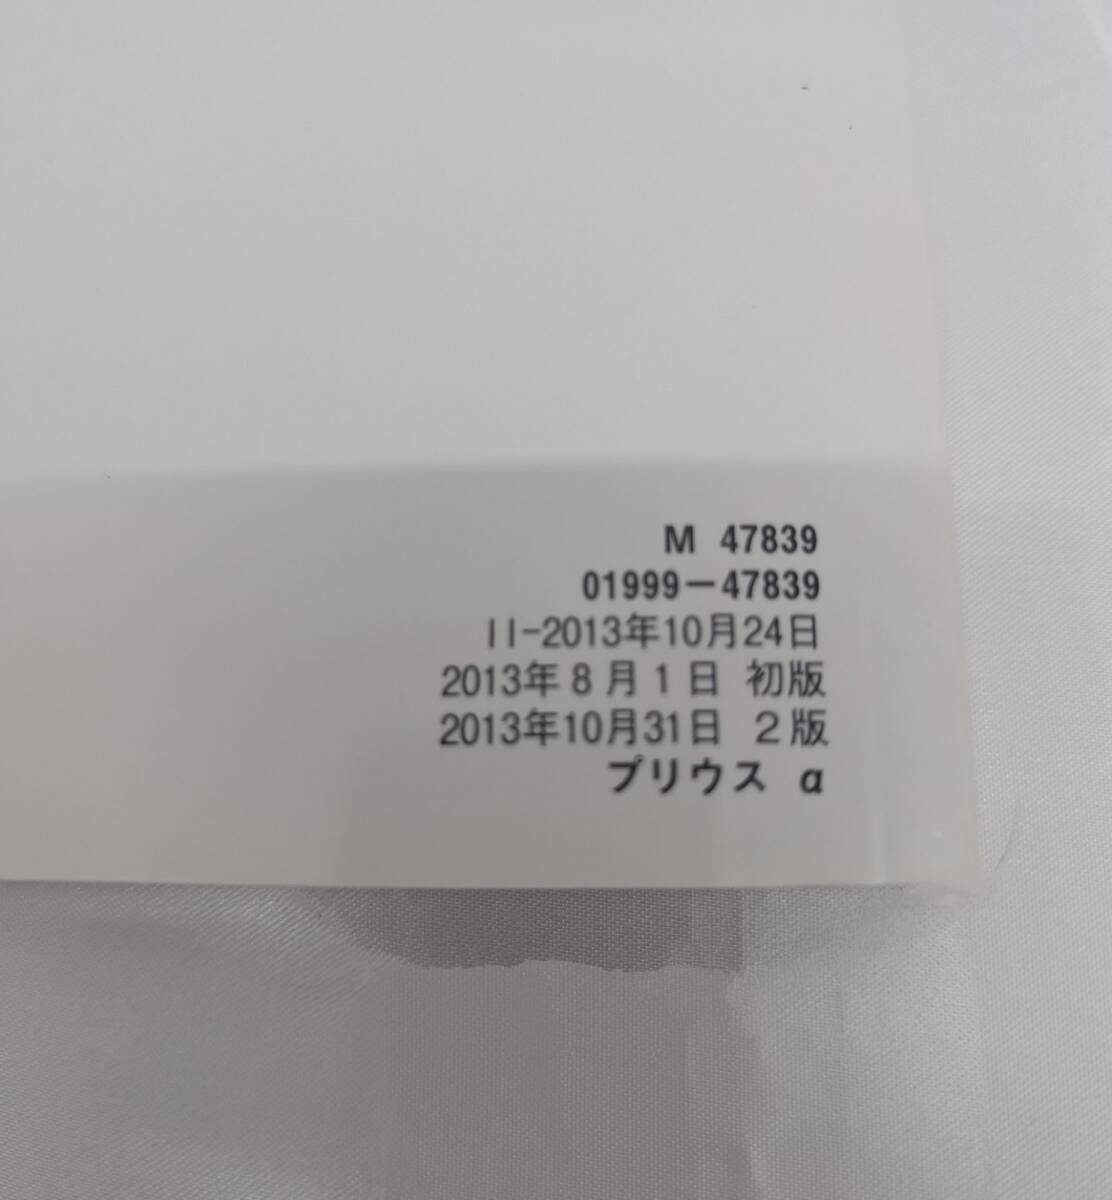 M 47839
01999-47839
II-2013年10月24日
2013年8月1日 初版
2013年10月31日 2版
プリウス α